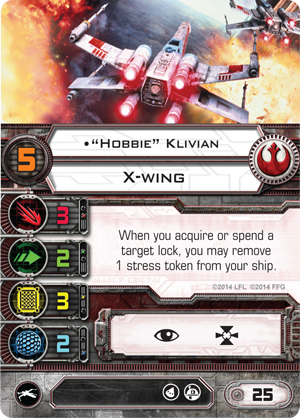 •“Hobbie” Klivian
5
X-wing
3
2
3
2
When you acquire or spend a
target lock, you may remove
1 stress token from your ship.
©2014 LFL ©2014 FFG
25